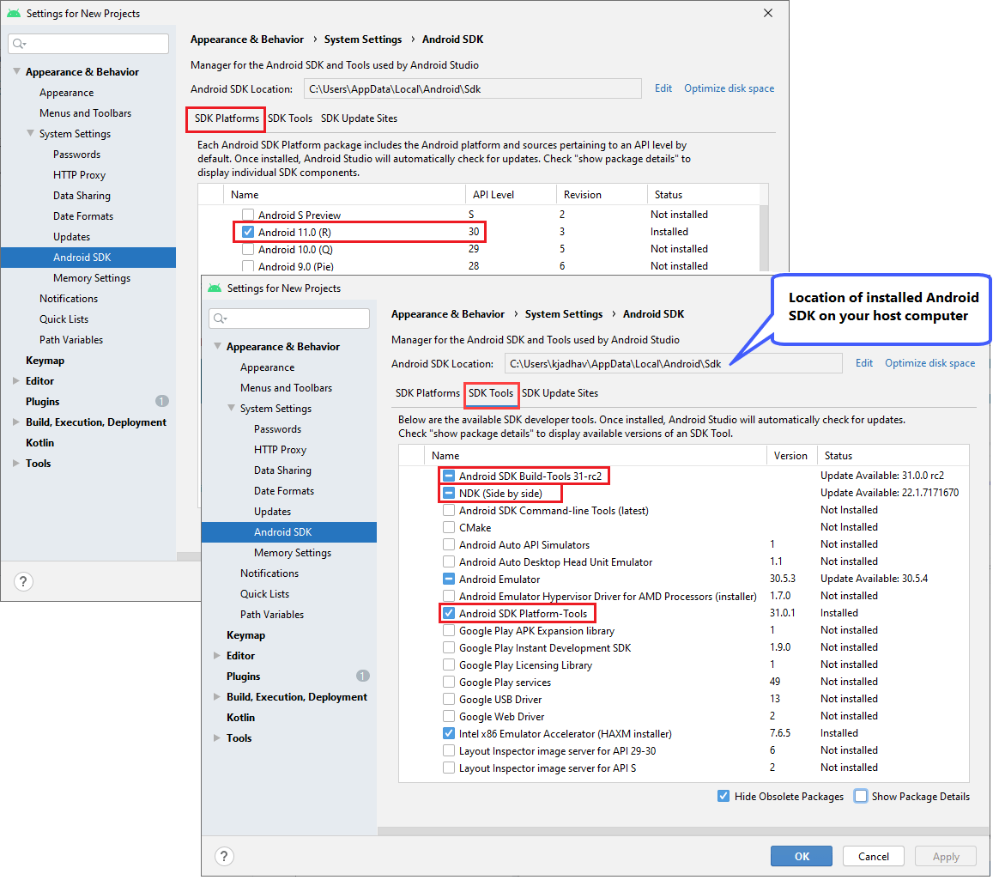 Settings for New Projects
Appearance & Behavior
Appearance
Menus and Toolbars
System Settings
Passwords
HTTP Proxy
Data Sharing
Date Formats
Updates
Android SDK
Memory Settings
Notifications
Quick Lists
Path Variables
Keymap
Editor
Plugins 1
Build, Execution, Deployment
Kotlin
Tools
?
Appearance & Behavior › System Settings › Android SDK
Manager for the Android SDK and Tools used by Android Studio
Android SDK Location: C:\Users\AppData\Local\Android\Sdk Edit Optimize disk space
SDK Platforms SDK Tools SDK Update Sites
Each Android SDK Platform package includes the Android platform and sources pertaining to an API level by
default. Once installed, Android Studio will automatically check for updates. Check "show package details" to
display individual SDK components.
Name API Level Revision Status
Android S Preview S 2 Not installed
Android 11.0 (R) 30 3 Installed
Android 10.0 (Q) 29 5 Not installed
Android 9.0 (Pie) 28 6 Not installed
Location of installed Android
SDK on your host computer
Settings for New Projects
Appearance & Behavior
Appearance
Menus and Toolbars
System Settings
Passwords
HTTP Proxy
Data Sharing
Date Formats
Updates
Android SDK
Memory Settings
Notifications
Quick Lists
Path Variables
Keymap
Editor
Plugins 1
Build, Execution, Deployment
Kotlin
Tools
?
Appearance & Behavior › System Settings › Android SDK
Manager for the Android SDK and Tools used by Android Studio
Android SDK Location: C:\Users\kjadhav\AppData\Local\Android\Sdk Edit Optimize disk space
SDK Platforms SDK Tools SDK Update Sites
Below are the available SDK developer tools. Once installed, Android Studio will automatically check for updates.
Check "show package details" to display available versions of an SDK Tool.
Name Version Status
Android SDK Build-Tools 31-rc2 Update Available: 31.0.0 rc2
NDK (Side by side) Update Available: 22.1.7171670
Android SDK Command-line Tools (latest) Not Installed
CMake Not Installed
Android Auto API Simulators 1 Not installed
Android Auto Desktop Head Unit Emulator 1.1 Not installed
Android Emulator 30.5.3 Update Available: 30.5.4
Android Emulator Hypervisor Driver for AMD Processors (installer) 1.7.0 Not installed
Android SDK Platform-Tools 31.0.1 Installed
Google Play APK Expansion library 1 Not installed
Google Play Instant Development SDK 1.9.0 Not installed
Google Play Licensing Library 1 Not installed
Google Play services 49 Not installed
Google USB Driver 13 Not installed
Google Web Driver 2 Not installed
Intel x86 Emulator Accelerator (HAXM installer) 7.6.5 Installed
Layout Inspector image server for API 29-30 6 Not installed
Layout Inspector image server for API S 2 Not installed
Hide Obsolete Packages Show Package Details
OK Cancel Apply